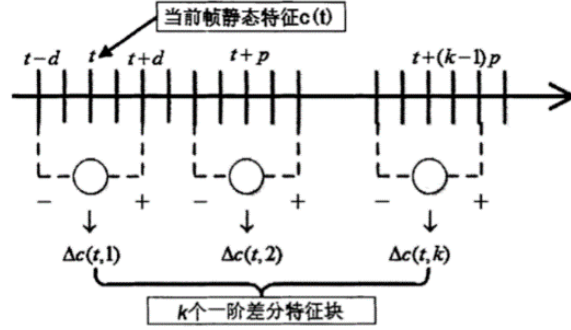 当前帧静态特征c(t)
t-d t t+d t+p t+(k-1)p
- + - + - +
Δc(t,1) Δc(t,2) Δc(t,k)
k个一阶差分特征块